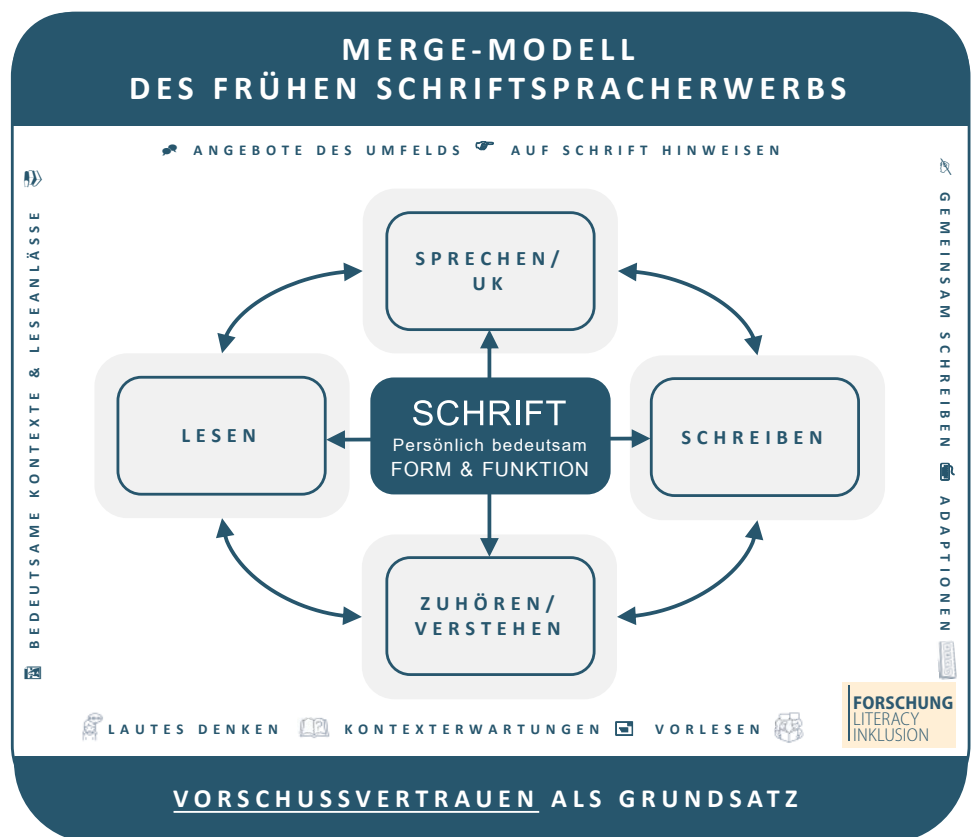 MERGE-MODELL
DES FRÜHEN SCHRIFTSPRACHERWERBS
ANGEBOTE DES UMFELDS AUF SCHRIFT HINWEISEN
BEDEUTSAME KONTEXTE & LESEANLÄSSE
SPRECHEN/
UK
LESEN
SCHRIFT
Persönlich bedeutsam
FORM & FUNKTION
SCHREIBEN
ZUHÖREN/
VERSTEHEN
GEMEINSAM SCHREIBEN ADAPTIONEN
LAUTES DENKEN KONTEXTERWARTUNGEN VORLESEN
FORSCHUNG
LITERACY
INKLUSION
VORSCHUSSVERTRAUEN ALS GRUNDSATZ